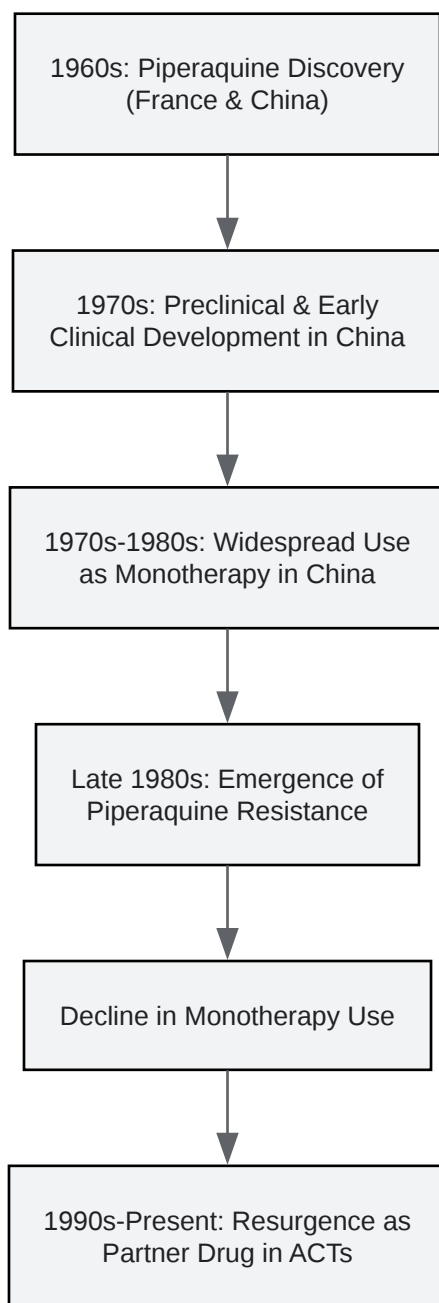 1960s: Piperaquine Discovery
(France & China)
1970s: Preclinical & Early
Clinical Development in China
1970s-1980s: Widespread Use
as Monotherapy in China
Late 1980s: Emergence of
Piperaquine Resistance
Decline in Monotherapy Use
1990s-Present: Resurgence as
Partner Drug in ACTs